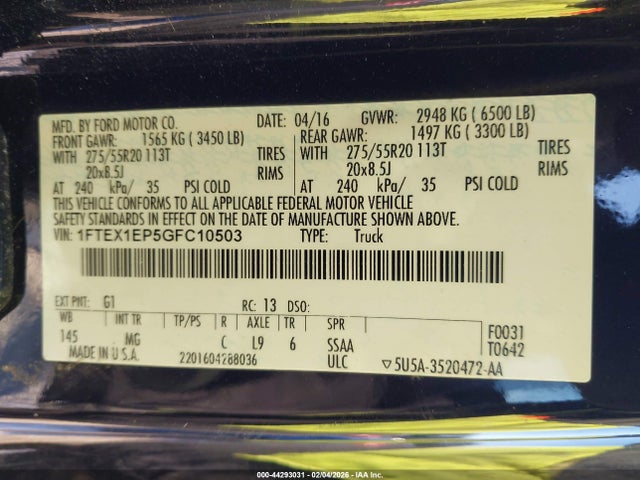 MFD. BY FORD MOTOR CO. DATE: 04/16 GVWR: 2948 KG ( 6500 LB)
FRONT GAWR: 1565 KG ( 3450 LB) REAR GAWR: 1497 KG ( 3300 LB)
WITH 275/55R20 113T TIRES WITH 275/55R20 113T TIRES
20x8.5J RIMS 20x8.5J RIMS
AT 240 kPa/ 35 PSI COLD AT 240 kPa/ 35 PSI COLD
THIS VEHICLE CONFORMS TO ALL APPLICABLE FEDERAL MOTOR VEHICLE
SAFETY STANDARDS IN EFFECT ON THE DATE OF MANUFACTURE SHOWN ABOVE.
VIN: 1FTEX1EP5GFC10503 TYPE: Truck
EXT PNT: G1 RC: 13 DSO:
WB INT TR TP/PS R AXLE TR SPR
145 MG C L9 6 SSAA F0031
MADE IN U.S.A. 2201604288036 ULC ▽5U5A-3520472-AA T0642
000-44293031 - 02/04/2026 - IAA Inc.